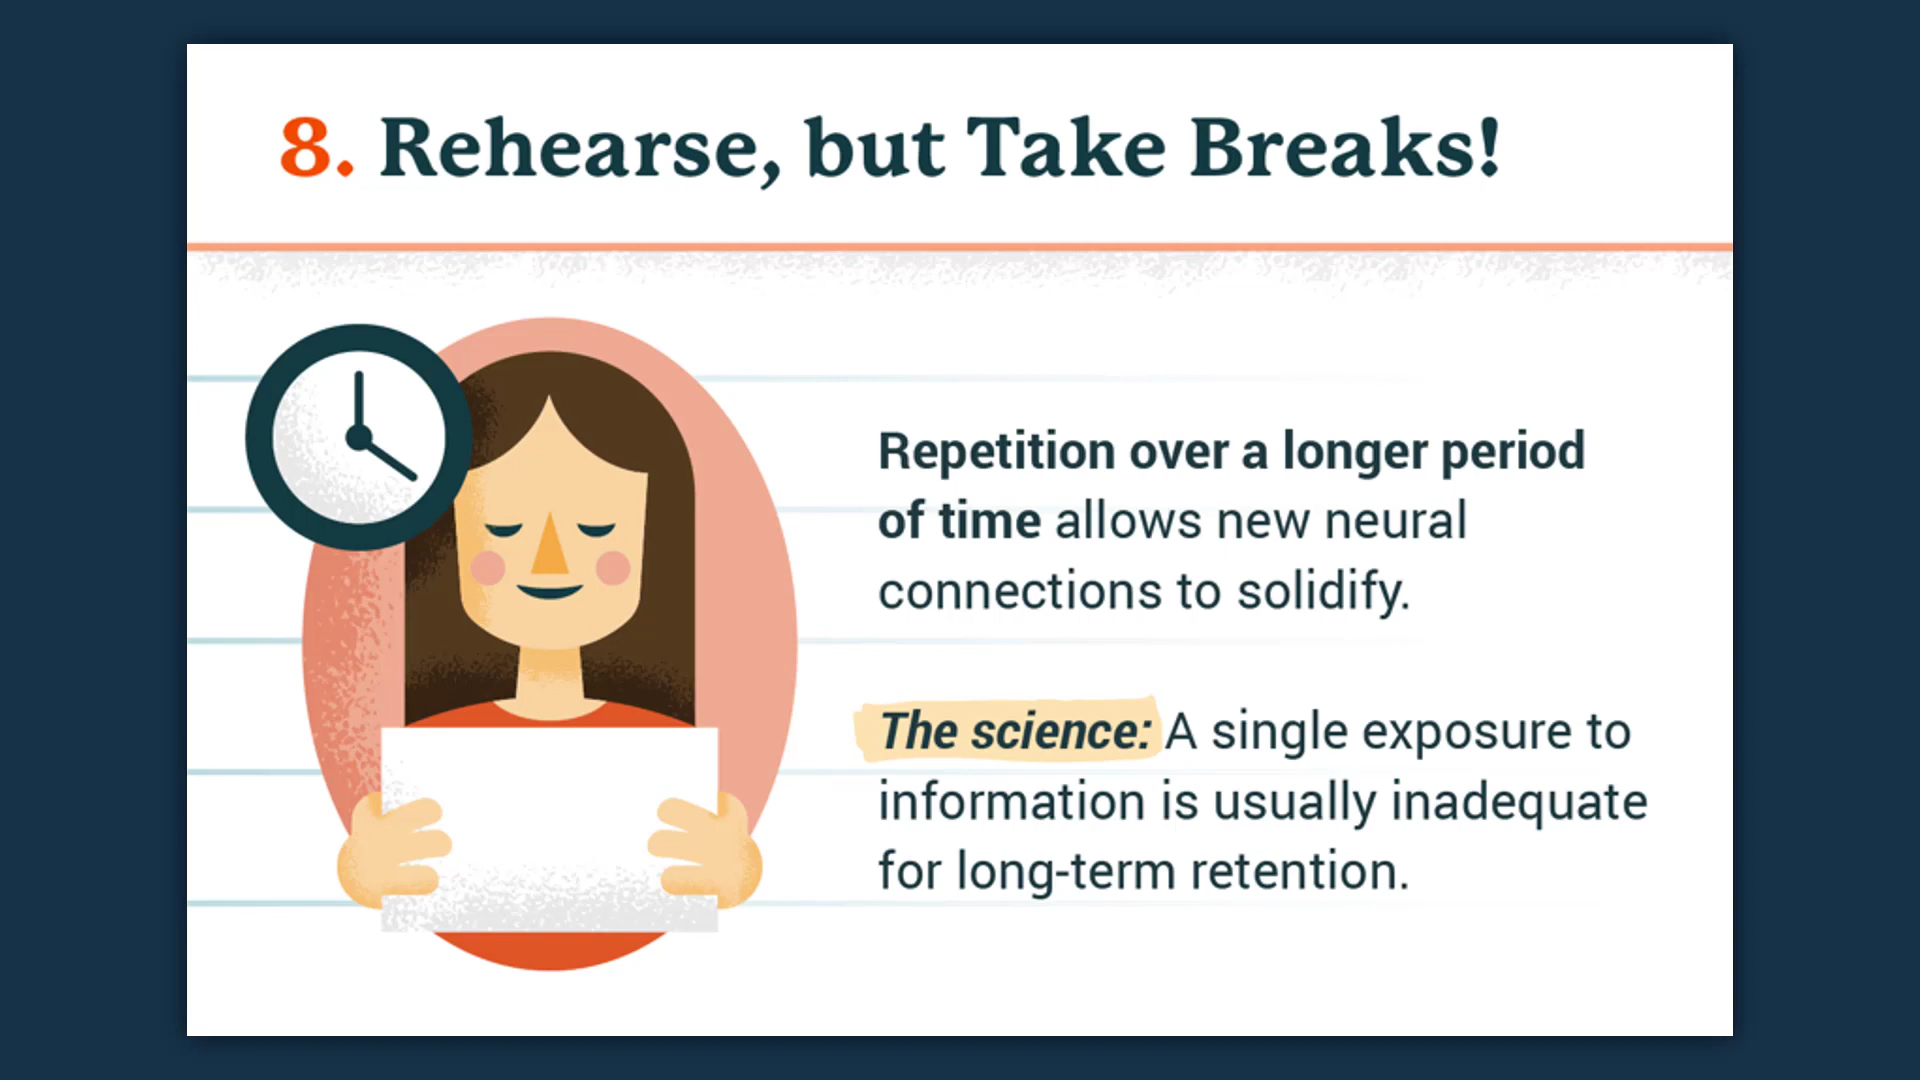 8. Rehearse, but Take Breaks!
Repetition over a longer period
of time allows new neural
connections to solidify.
The science: A single exposure to
information is usually inadequate
for long-term retention.